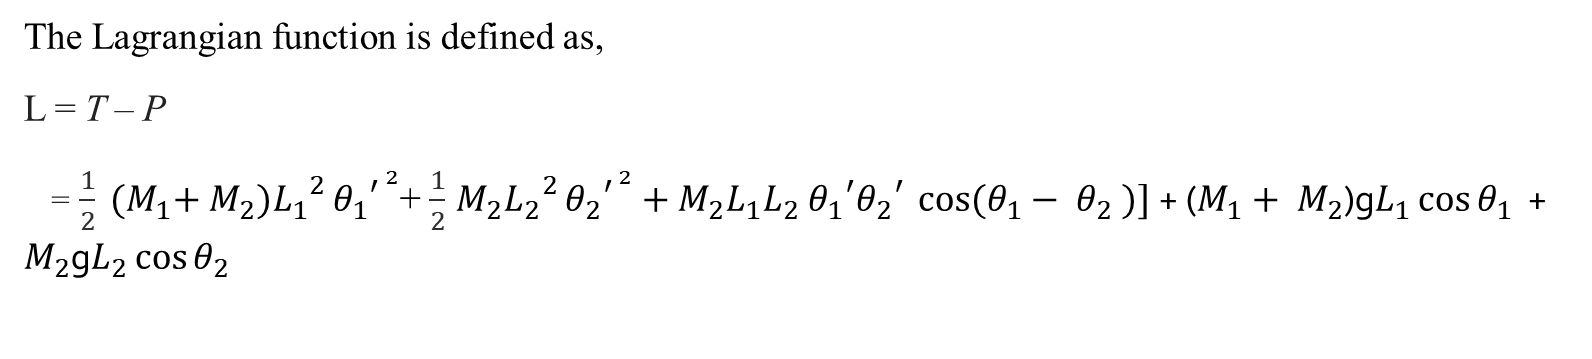 The Lagrangian function is defined as,
L = T – P
= 1/2 (M₁+ M₂)L₁² θ₁′² + 1/2 M₂L₂² θ₂′² + M₂L₁L₂ θ₁′θ₂′ cos(θ₁ − θ₂ )] + (M₁ + M₂)gL₁ cos θ₁ +
M₂gL₂ cos θ₂